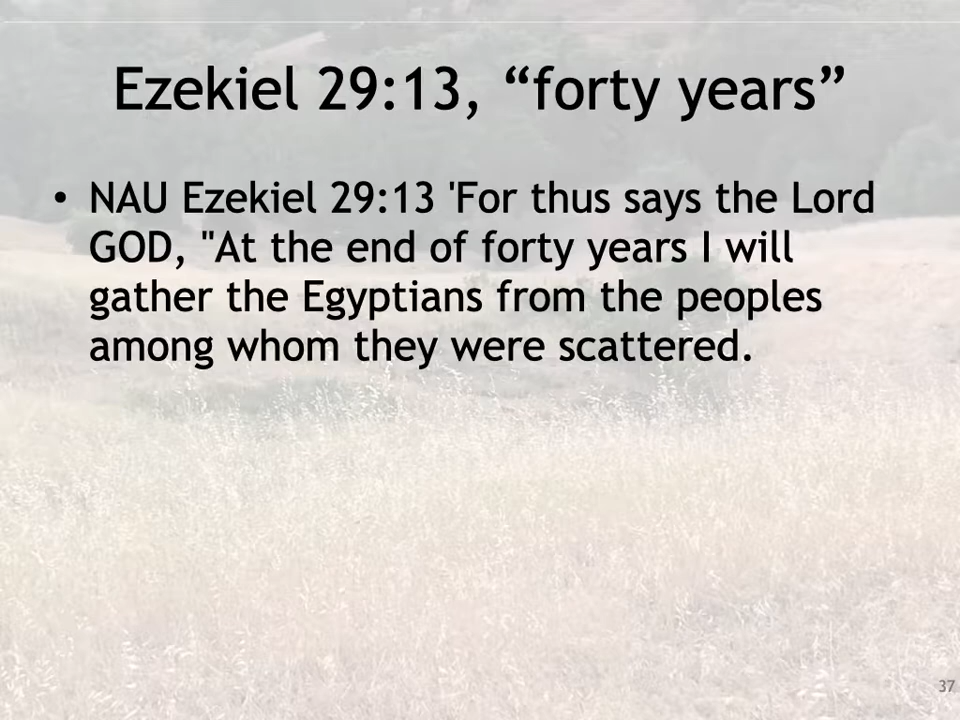 Ezekiel 29:13, “forty years”
• NAU Ezekiel 29:13 'For thus says the Lord
GOD, "At the end of forty years I will
gather the Egyptians from the peoples
among whom they were scattered.
37